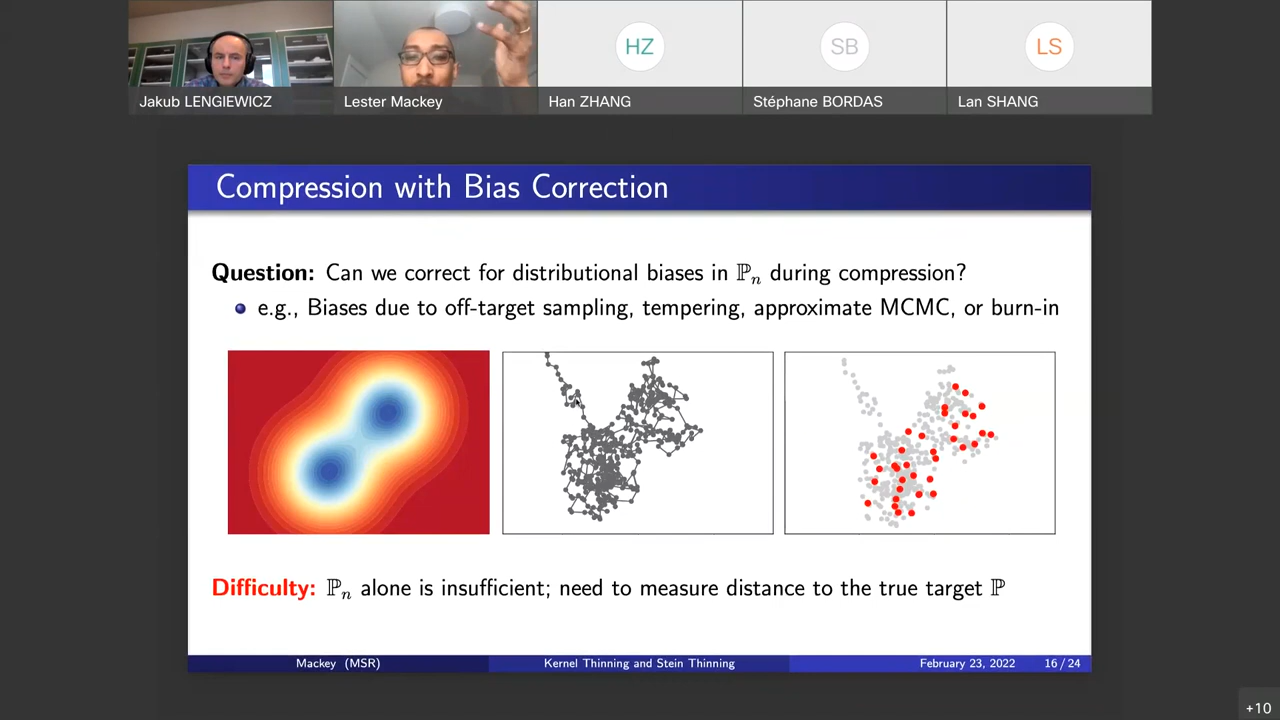 HZ
SB
LS
Jakub LENGIEWICZ
Lester Mackey
Han ZHANG
Stéphane BORDAS
Lan SHANG
Compression with Bias Correction
Question: Can we correct for distributional biases in ℙₙ during compression?
e.g., Biases due to off-target sampling, tempering, approximate MCMC, or burn-in
Difficulty: ℙₙ alone is insufficient; need to measure distance to the true target ℙ
Mackey (MSR)
Kernel Thinning and Stein Thinning
February 23, 2022
16 / 24
+10